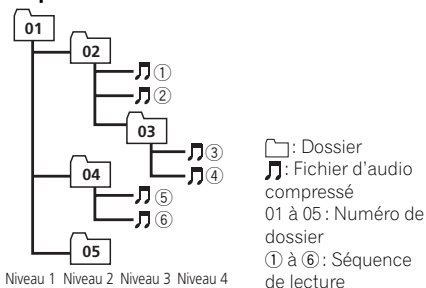 01
02
①
②
03
③
④
04
⑤
⑥
05
Niveau 1 Niveau 2 Niveau 3 Niveau 4
: Dossier
: Fichier d'audio
compressé
01 à 05 : Numéro de
dossier
① à ⑥ : Séquence
de lecture